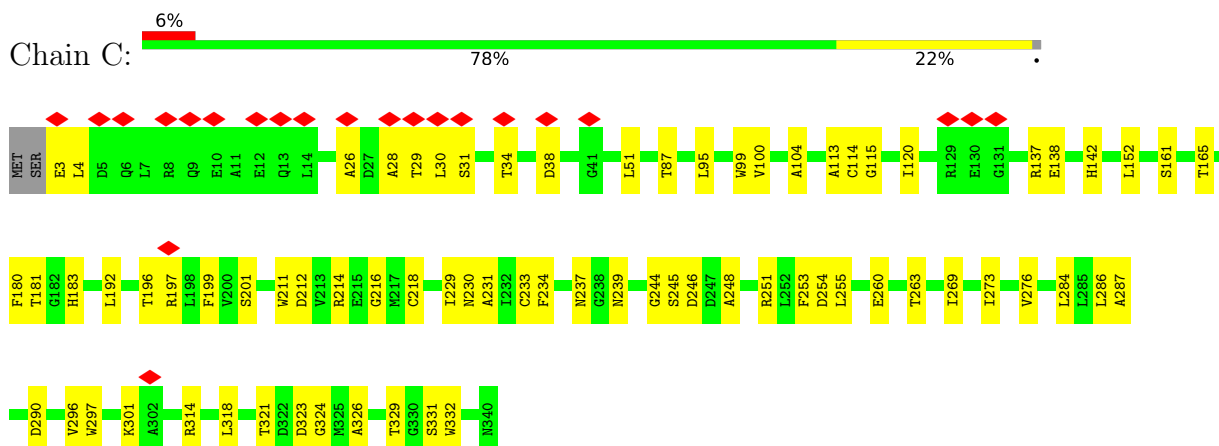 6%
Chain C:
78% 22% •
MET SER E3 L4 D5 Q6 L7 R8 Q9 E10 A11 E12 Q13 L14 A26 D27 A28 T29 L30 S31 T34 D38 G41 L51 T87 L95 W99 V100 A104 A113 C114 G115 I120 R129 E130 G131 R137 E138 H142 L152 S161 T165
F180 T181 G182 H183 L192 T196 R197 L198 F199 V200 S201 W211 D212 V213 R214 E215 G216 M217 C218 I229 N230 A231 I232 C233 F234 N237 G238 N239 G244 S245 D246 D247 A248 R251 L252 F253 D254 L255 E260 T263 I269 I273 V276 L284 L285 L286 A287
D290 V296 W297 K301 A302 R314 L318 T321 D322 D323 G324 M325 A326 T329 G330 S331 W332 N340